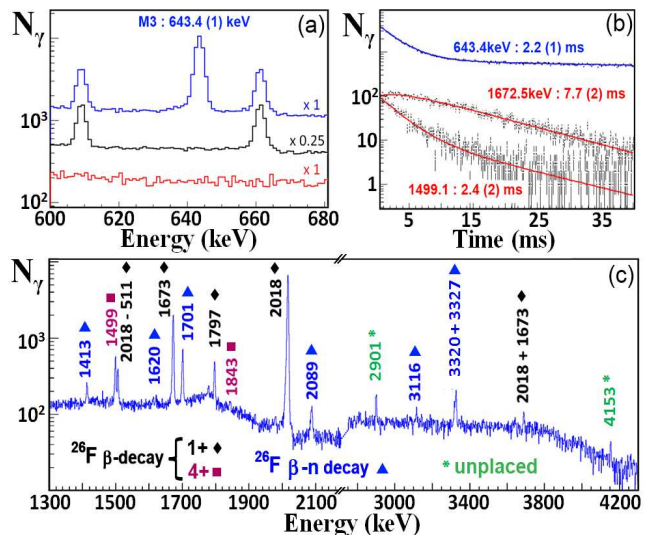 Nγ
M3 : 643.4 (1) keV
(a)
x 1
x 0.25
x 1
10³
10²
600 620 640 660 680
Energy (keV)
Nγ
(b)
643.4keV : 2.2 (1) ms
1672.5keV : 7.7 (2) ms
1499.1 : 2.4 (2) ms
10²
10
1
5 15 25 35
Time (ms)
Nγ
(c)
10³
10²
1413
1499
2018 - 511
1620
1673
1701
1797
1843
2018
2089
2901 *
3116
3320 + 3327
2018 + 1673
4153 *
²⁶F β-decay { 1+ ◆
4+ ■
²⁶F β-n decay ▲
* unplaced
1300 1500 1700 1900 2100 3000 3400 3800 4200
Energy (keV)